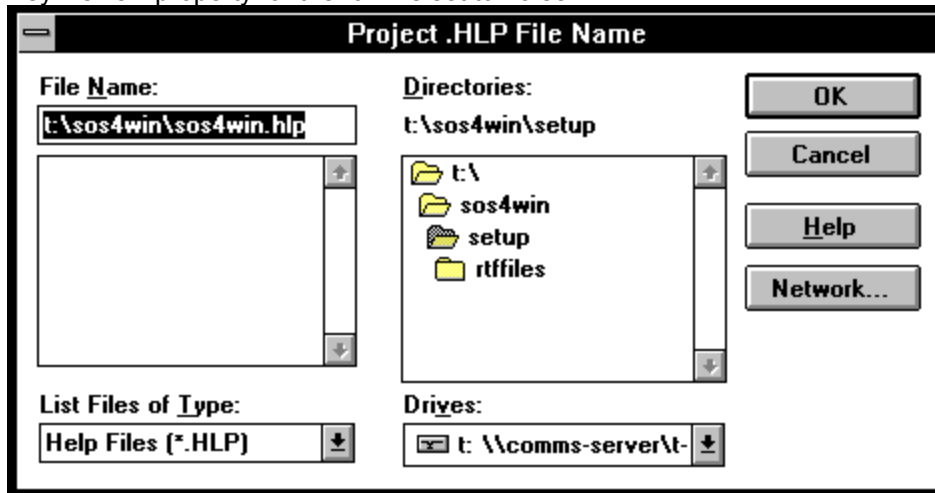 Project .HLP File Name
File Name:
t:\sos4win\sos4win.hlp
Directories:
t:\sos4win\setup
t:\
sos4win
setup
rtffiles
OK
Cancel
Help
Network...
List Files of Type:
Help Files (*.HLP)
Drives:
t: \\comms-server\t-